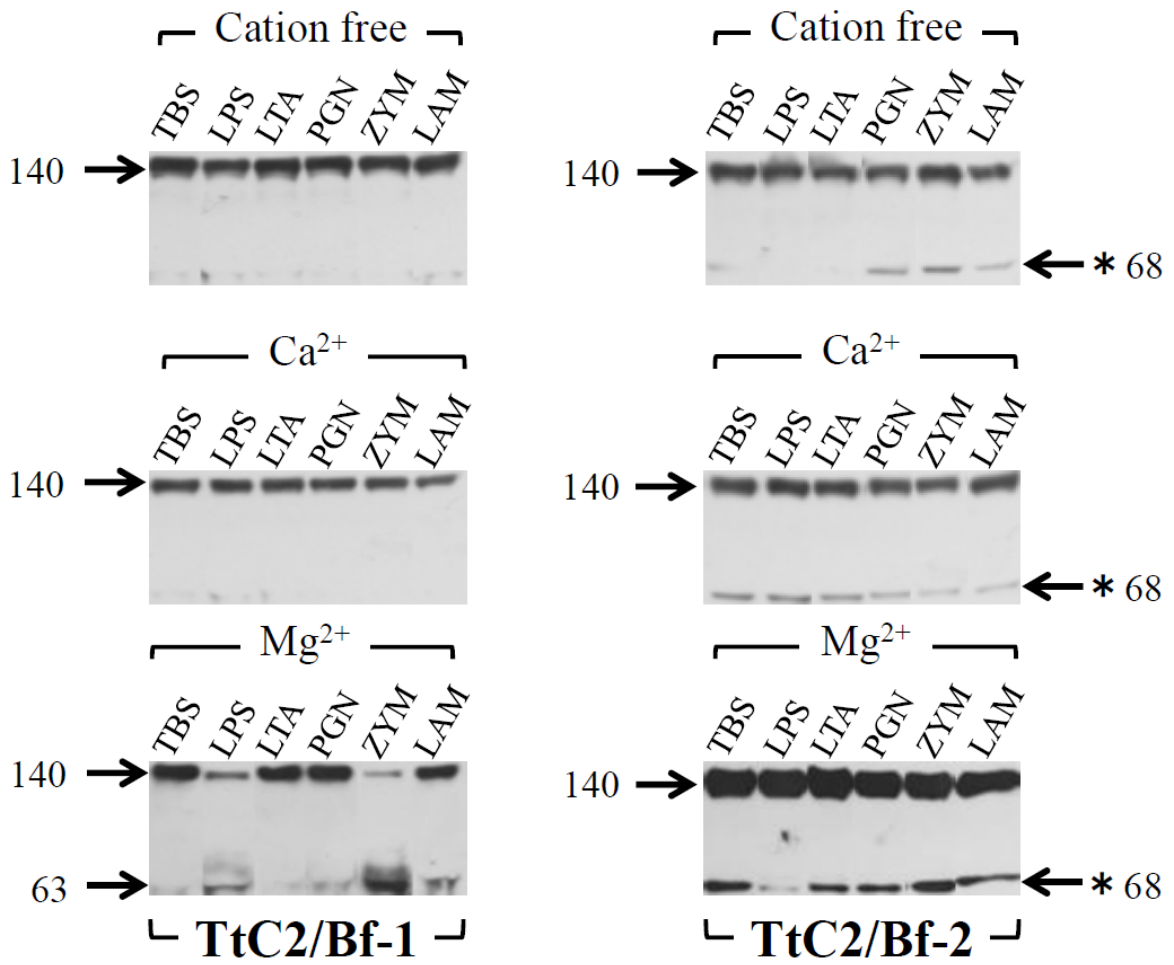 Cation free Cation free
TBS LPS LTA PGN ZYM LAM TBS LPS LTA PGN ZYM LAM
140 140
* 68
Ca²⁺ Ca²⁺
TBS LPS LTA PGN ZYM LAM TBS LPS LTA PGN ZYM LAM
140 140
* 68
Mg²⁺ Mg²⁺
TBS LPS LTA PGN ZYM LAM TBS LPS LTA PGN ZYM LAM
140 140
63 * 68
TtC2/Bf-1 TtC2/Bf-2